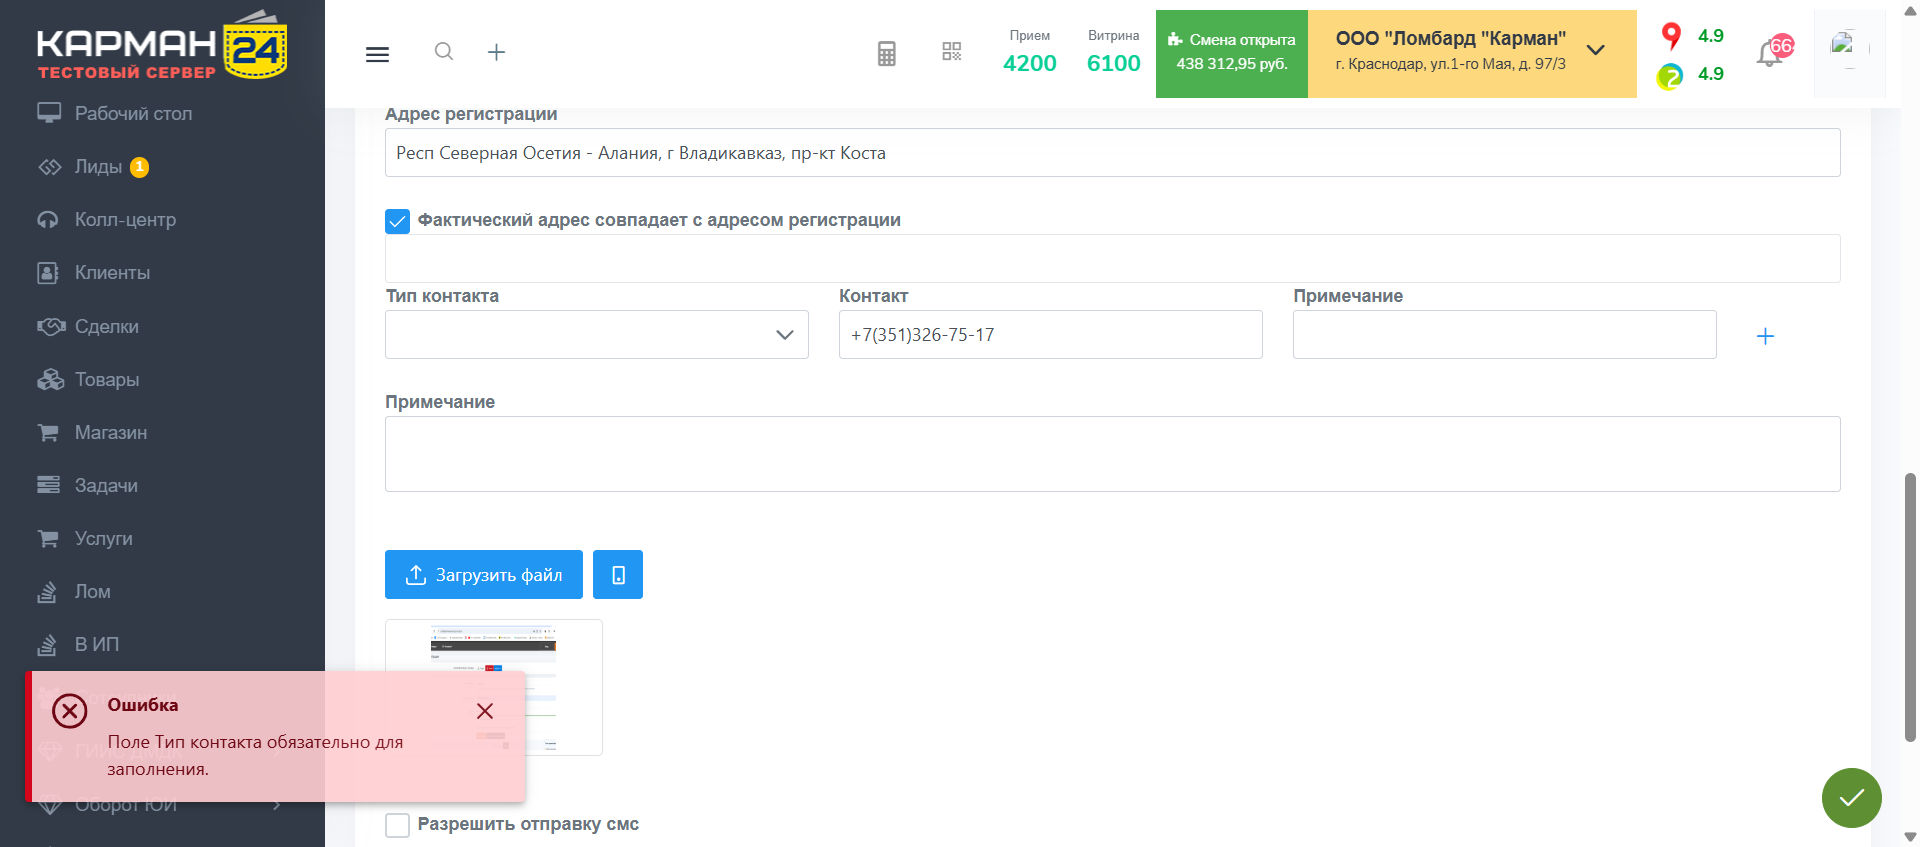 КАРМАН 24
ТЕСТОВЫЙ СЕРВЕР
Прием
4200
Витрина
6100
Смена открыта
438 312,95 руб.
ООО "Ломбард "Карман"
г. Краснодар, ул.1-го Мая, д. 97/3
4.9
4.9
66
Рабочий стол
Лиды 1
Колл-центр
Клиенты
Сделки
Товары
Магазин
Задачи
Услуги
Лом
В ИП
Оборот ЮИ
Адрес регистрации
Респ Северная Осетия - Алания, г Владикавказ, пр-кт Коста
Фактический адрес совпадает с адресом регистрации
Тип контакта
Контакт
Примечание
+7(351)326-75-17
Примечание
Загрузить файл
Ошибка
Поле Тип контакта обязательно для
заполнения.
Разрешить отправку смс